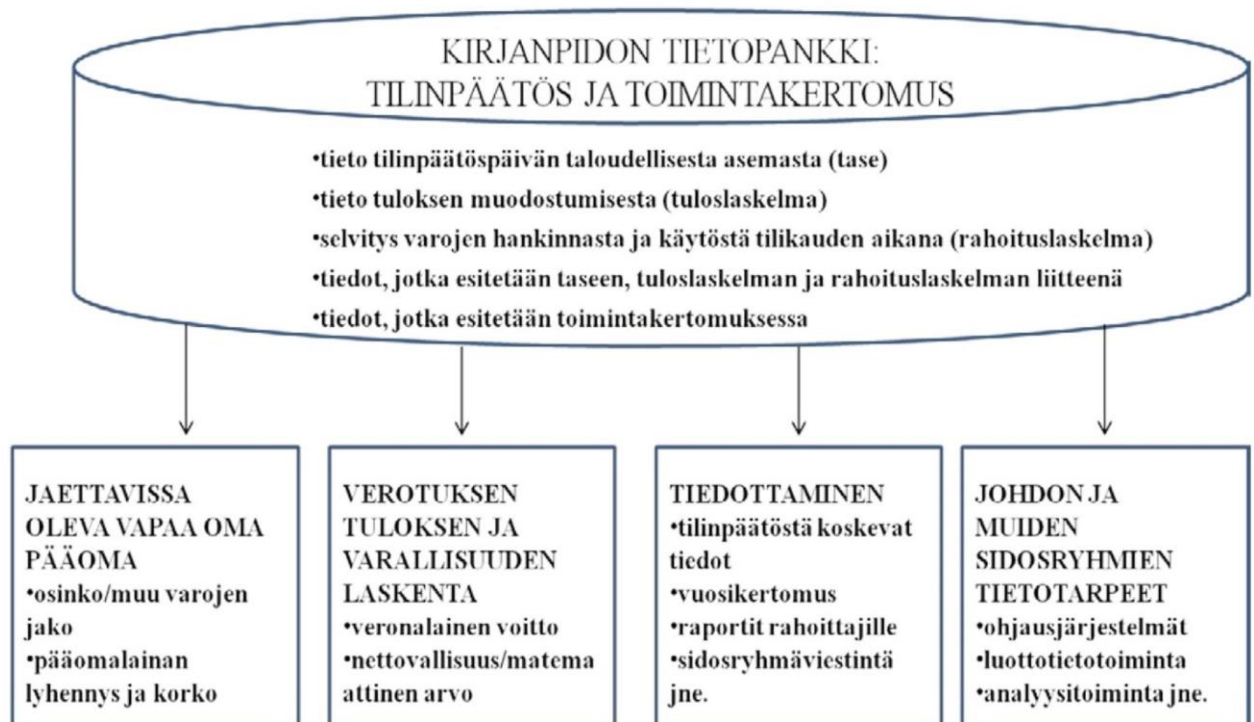 KIRJANPIDON TIETOPANKKI:
TILINPÄÄTÖS JA TOIMINTAKERTOMUS
•tieto tilinpäätöspäivän taloudellisesta asemasta (tase)
•tieto tuloksen muodostumisesta (tuloslaskelma)
•selvitys varojen hankinnasta ja käytöstä tilikauden aikana (rahoituslaskelma)
•tiedot, jotka esitetään taseen, tuloslaskelman ja rahoituslaskelman liitteenä
•tiedot, jotka esitetään toimintakertomuksessa
JAETTAVISSA
OLEVA VAPAA OMA
PÄÄOMA
•osinko/muu varojen
jako
•pääomalainan
lyhennys ja korko
VEROTUKSEN
TULOKSEN JA
VARALLISUUDEN
LASKENTA
•veronalainen voitto
•nettovallisuus/matema
attinen arvo
TIEDOTTAMINEN
•tilinpäätöstä koskevat
tiedot
•vuosikertomus
•raportit rahoittajille
•sidosryhmäviestintä
jne.
JOHDON JA
MUIDEN
SIDOSRYHMIEN
TIETOTARPEET
•ohjausjärjestelmät
•luottotietotoiminta
•analyysitoiminta jne.